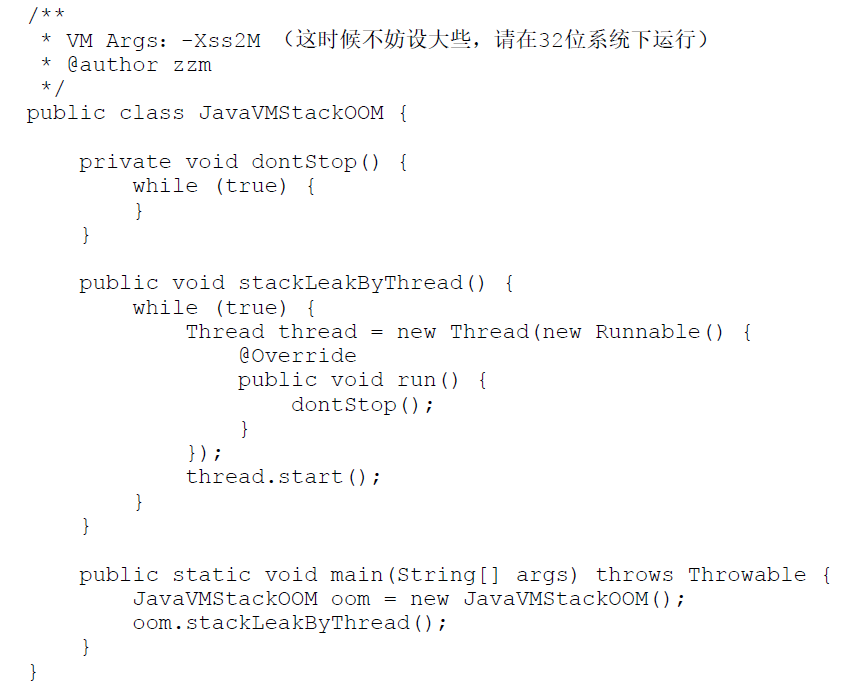 /**
 * VM Args：-Xss2M （这时候不妨设大些，请在32位系统下运行）
 * @author zzm
 */
public class JavaVMStackOOM {

    private void dontStop() {
        while (true) {
        }
    }

    public void stackLeakByThread() {
        while (true) {
            Thread thread = new Thread(new Runnable() {
                @Override
                public void run() {
                    dontStop();
                }
            });
            thread.start();
        }
    }

    public static void main(String[] args) throws Throwable {
        JavaVMStackOOM oom = new JavaVMStackOOM();
        oom.stackLeakByThread();
    }
}